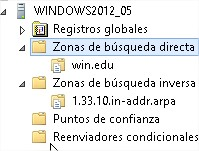 WINDOWS2012_05
Registros globales
Zonas de búsqueda directa
win.edu
Zonas de búsqueda inversa
1.33.10.in-addr.arpa
Puntos de confianza
Reenviadores condicionales